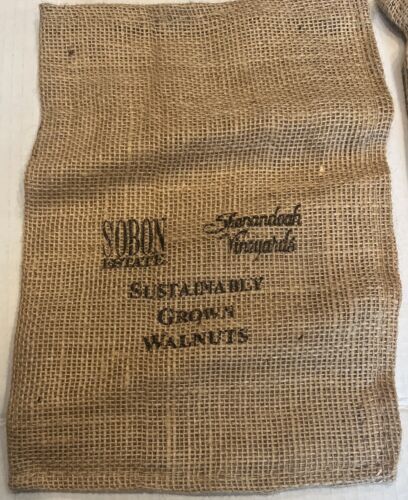 SOBON
ESTATE
Shenandoah
Vineyards
SUSTAINABLY
GROWN
WALNUTS